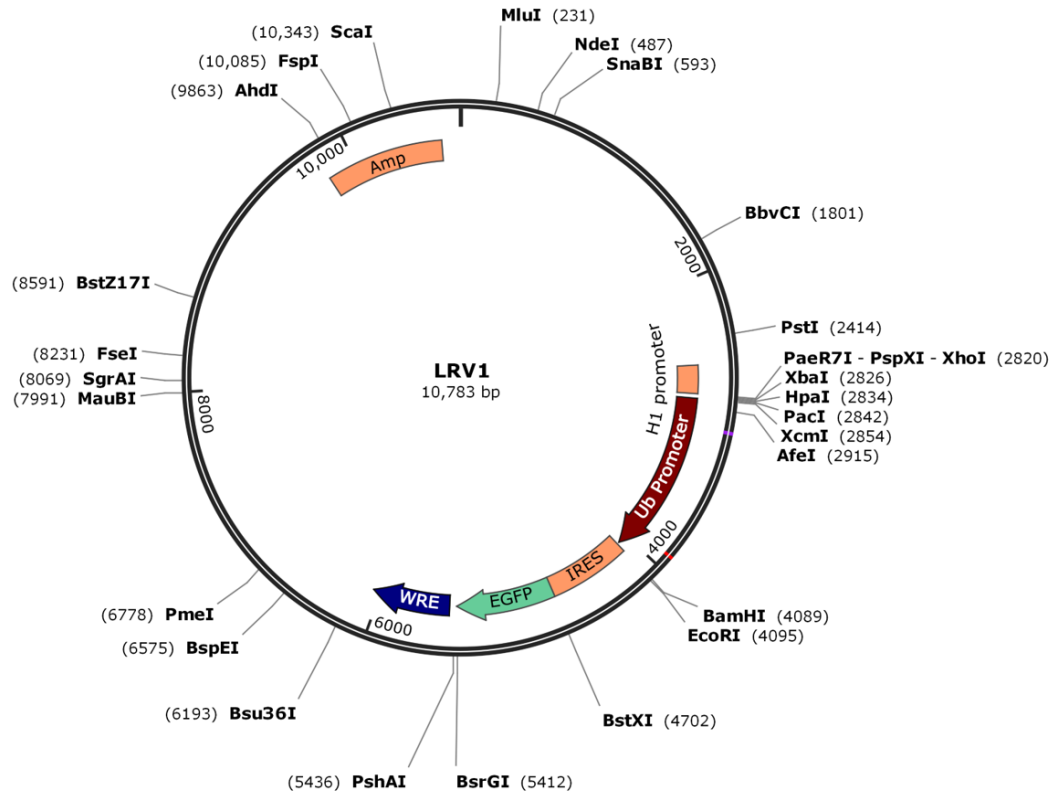 MluI (231)
NdeI (487)
SnaBI (593)
BbvCI (1801)
PstI (2414)
PaeR7I - PspXI - XhoI (2820)
XbaI (2826)
HpaI (2834)
PacI (2842)
XcmI (2854)
AfeI (2915)
BamHI (4089)
EcoRI (4095)
BstXI (4702)
BsrGI (5412)
(5436) PshAI
(6193) Bsu36I
(6575) BspEI
(6778) PmeI
(7991) MauBI
(8069) SgrAI
(8231) FseI
(8591) BstZ17I
(9863) AhdI
(10,085) FspI
(10,343) ScaI
2000
4000
6000
8000
10,000
Amp
H1 promoter
Ub Promoter
IRES
EGFP
WRE
LRV1
10,783 bp